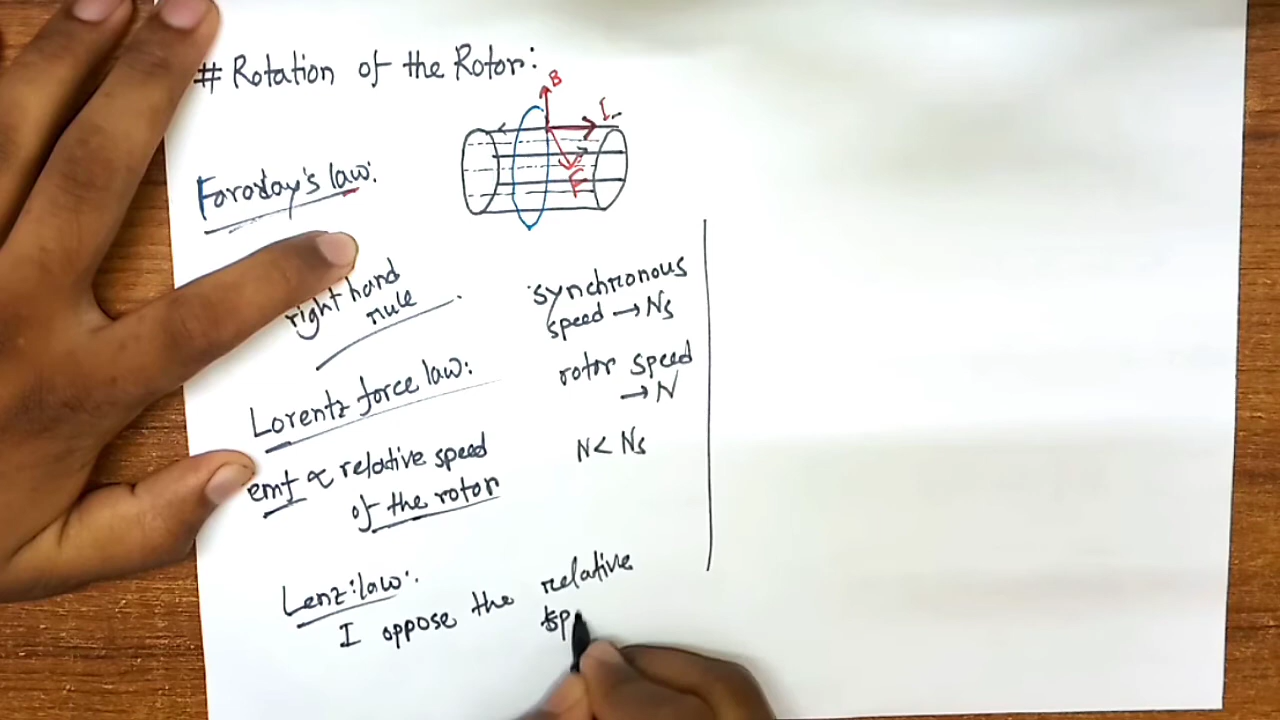 # Rotation of the Rotor:
B
I
F
Faraday's law:
right hand
rule
Lorentz force law:
emf ∝ relative speed
of the rotor
synchronous
speed → Ns
rotor speed
→ N
N < Ns
Lenz:law:
I oppose the relative
sp